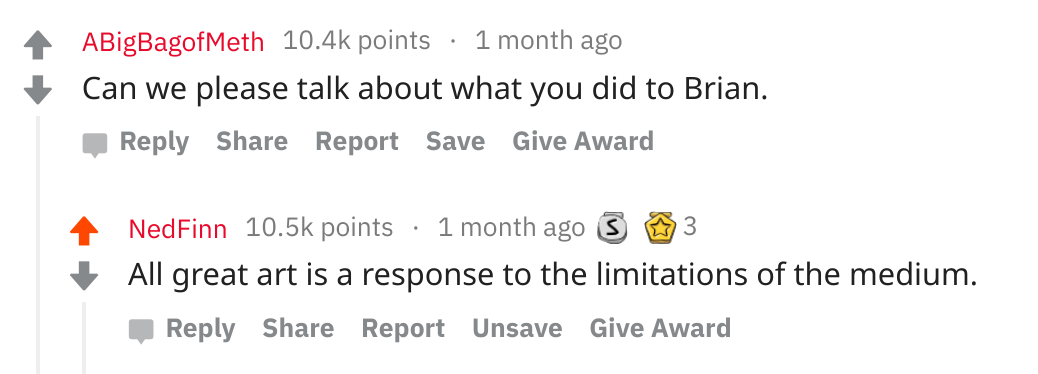 ABigBagofMeth 10.4k points · 1 month ago
Can we please talk about what you did to Brian.
Reply Share Report Save Give Award
NedFinn 10.5k points · 1 month ago S 3
All great art is a response to the limitations of the medium.
Reply Share Report Unsave Give Award